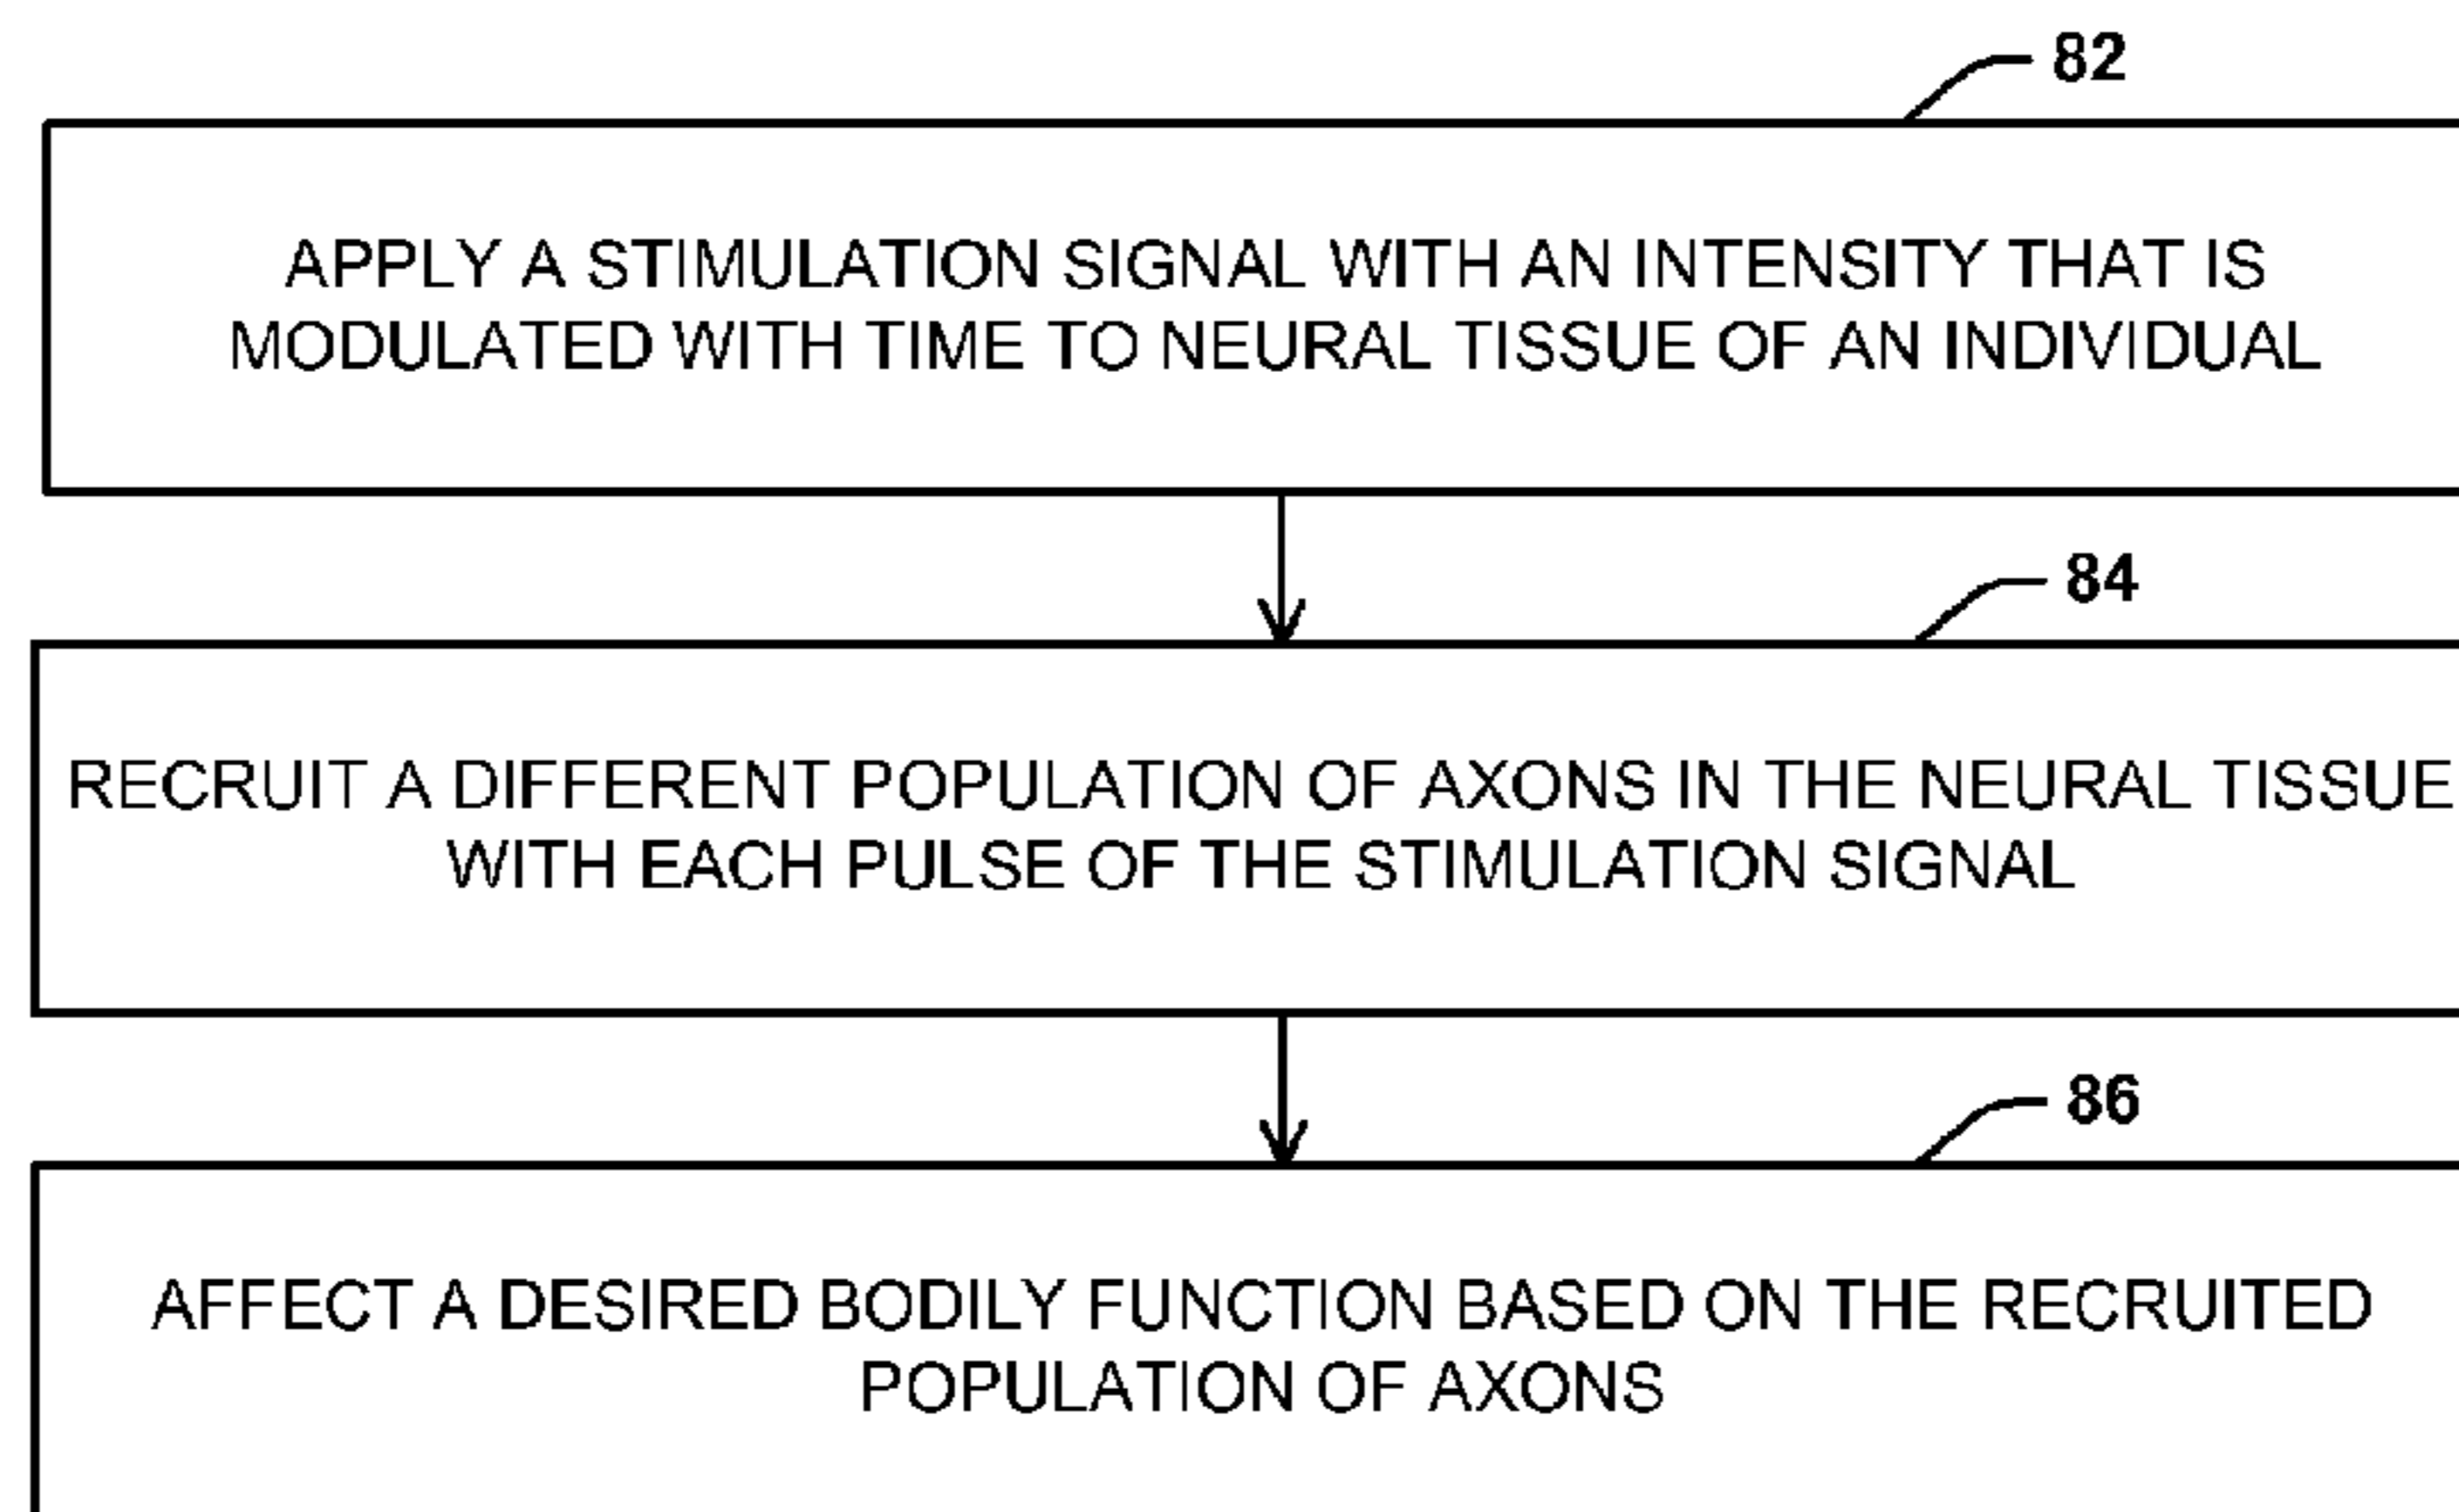 82
APPLY A STIMULATION SIGNAL WITH AN INTENSITY THAT IS
MODULATED WITH TIME TO NEURAL TISSUE OF AN INDIVIDUAL
84
RECRUIT A DIFFERENT POPULATION OF AXONS IN THE NEURAL TISSUE
WITH EACH PULSE OF THE STIMULATION SIGNAL
86
AFFECT A DESIRED BODILY FUNCTION BASED ON THE RECRUITED
POPULATION OF AXONS